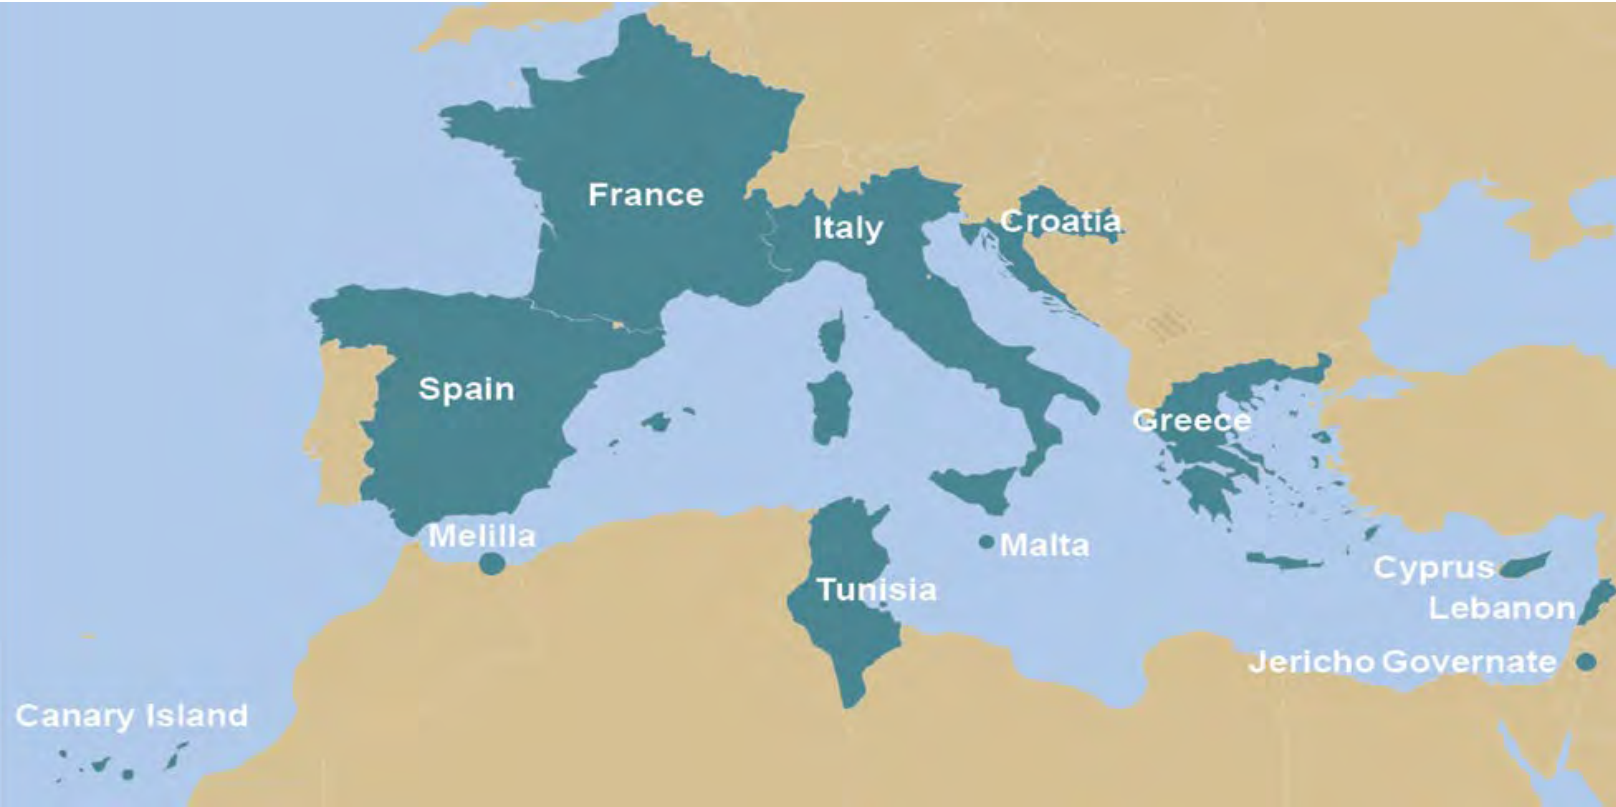 France
Italy
Croatia
Spain
Greece
Melilla
Malta
Cyprus
Tunisia
Lebanon
Jericho Governate
Canary Island